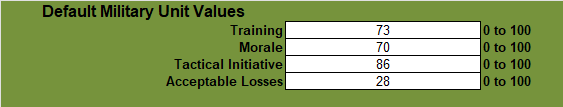 Default Military Unit Values
Training 73 0 to 100
Morale 70 0 to 100
Tactical Initiative 86 0 to 100
Acceptable Losses 28 0 to 100